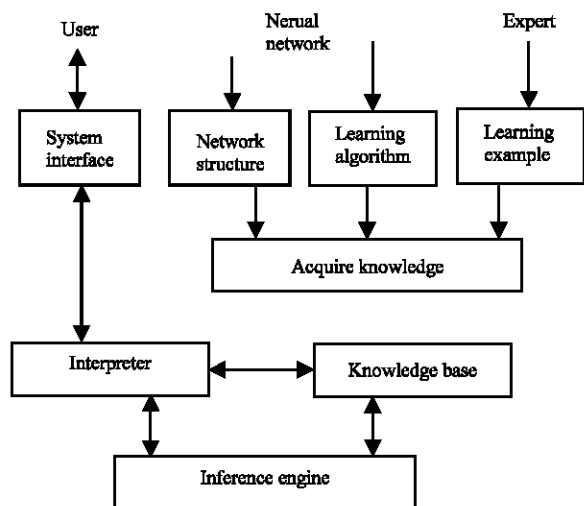 User
Nerual
network
Expert
System
interface
Network
structure
Learning
algorithm
Learning
example
Acquire knowledge
Interpreter
Knowledge base
Inference engine